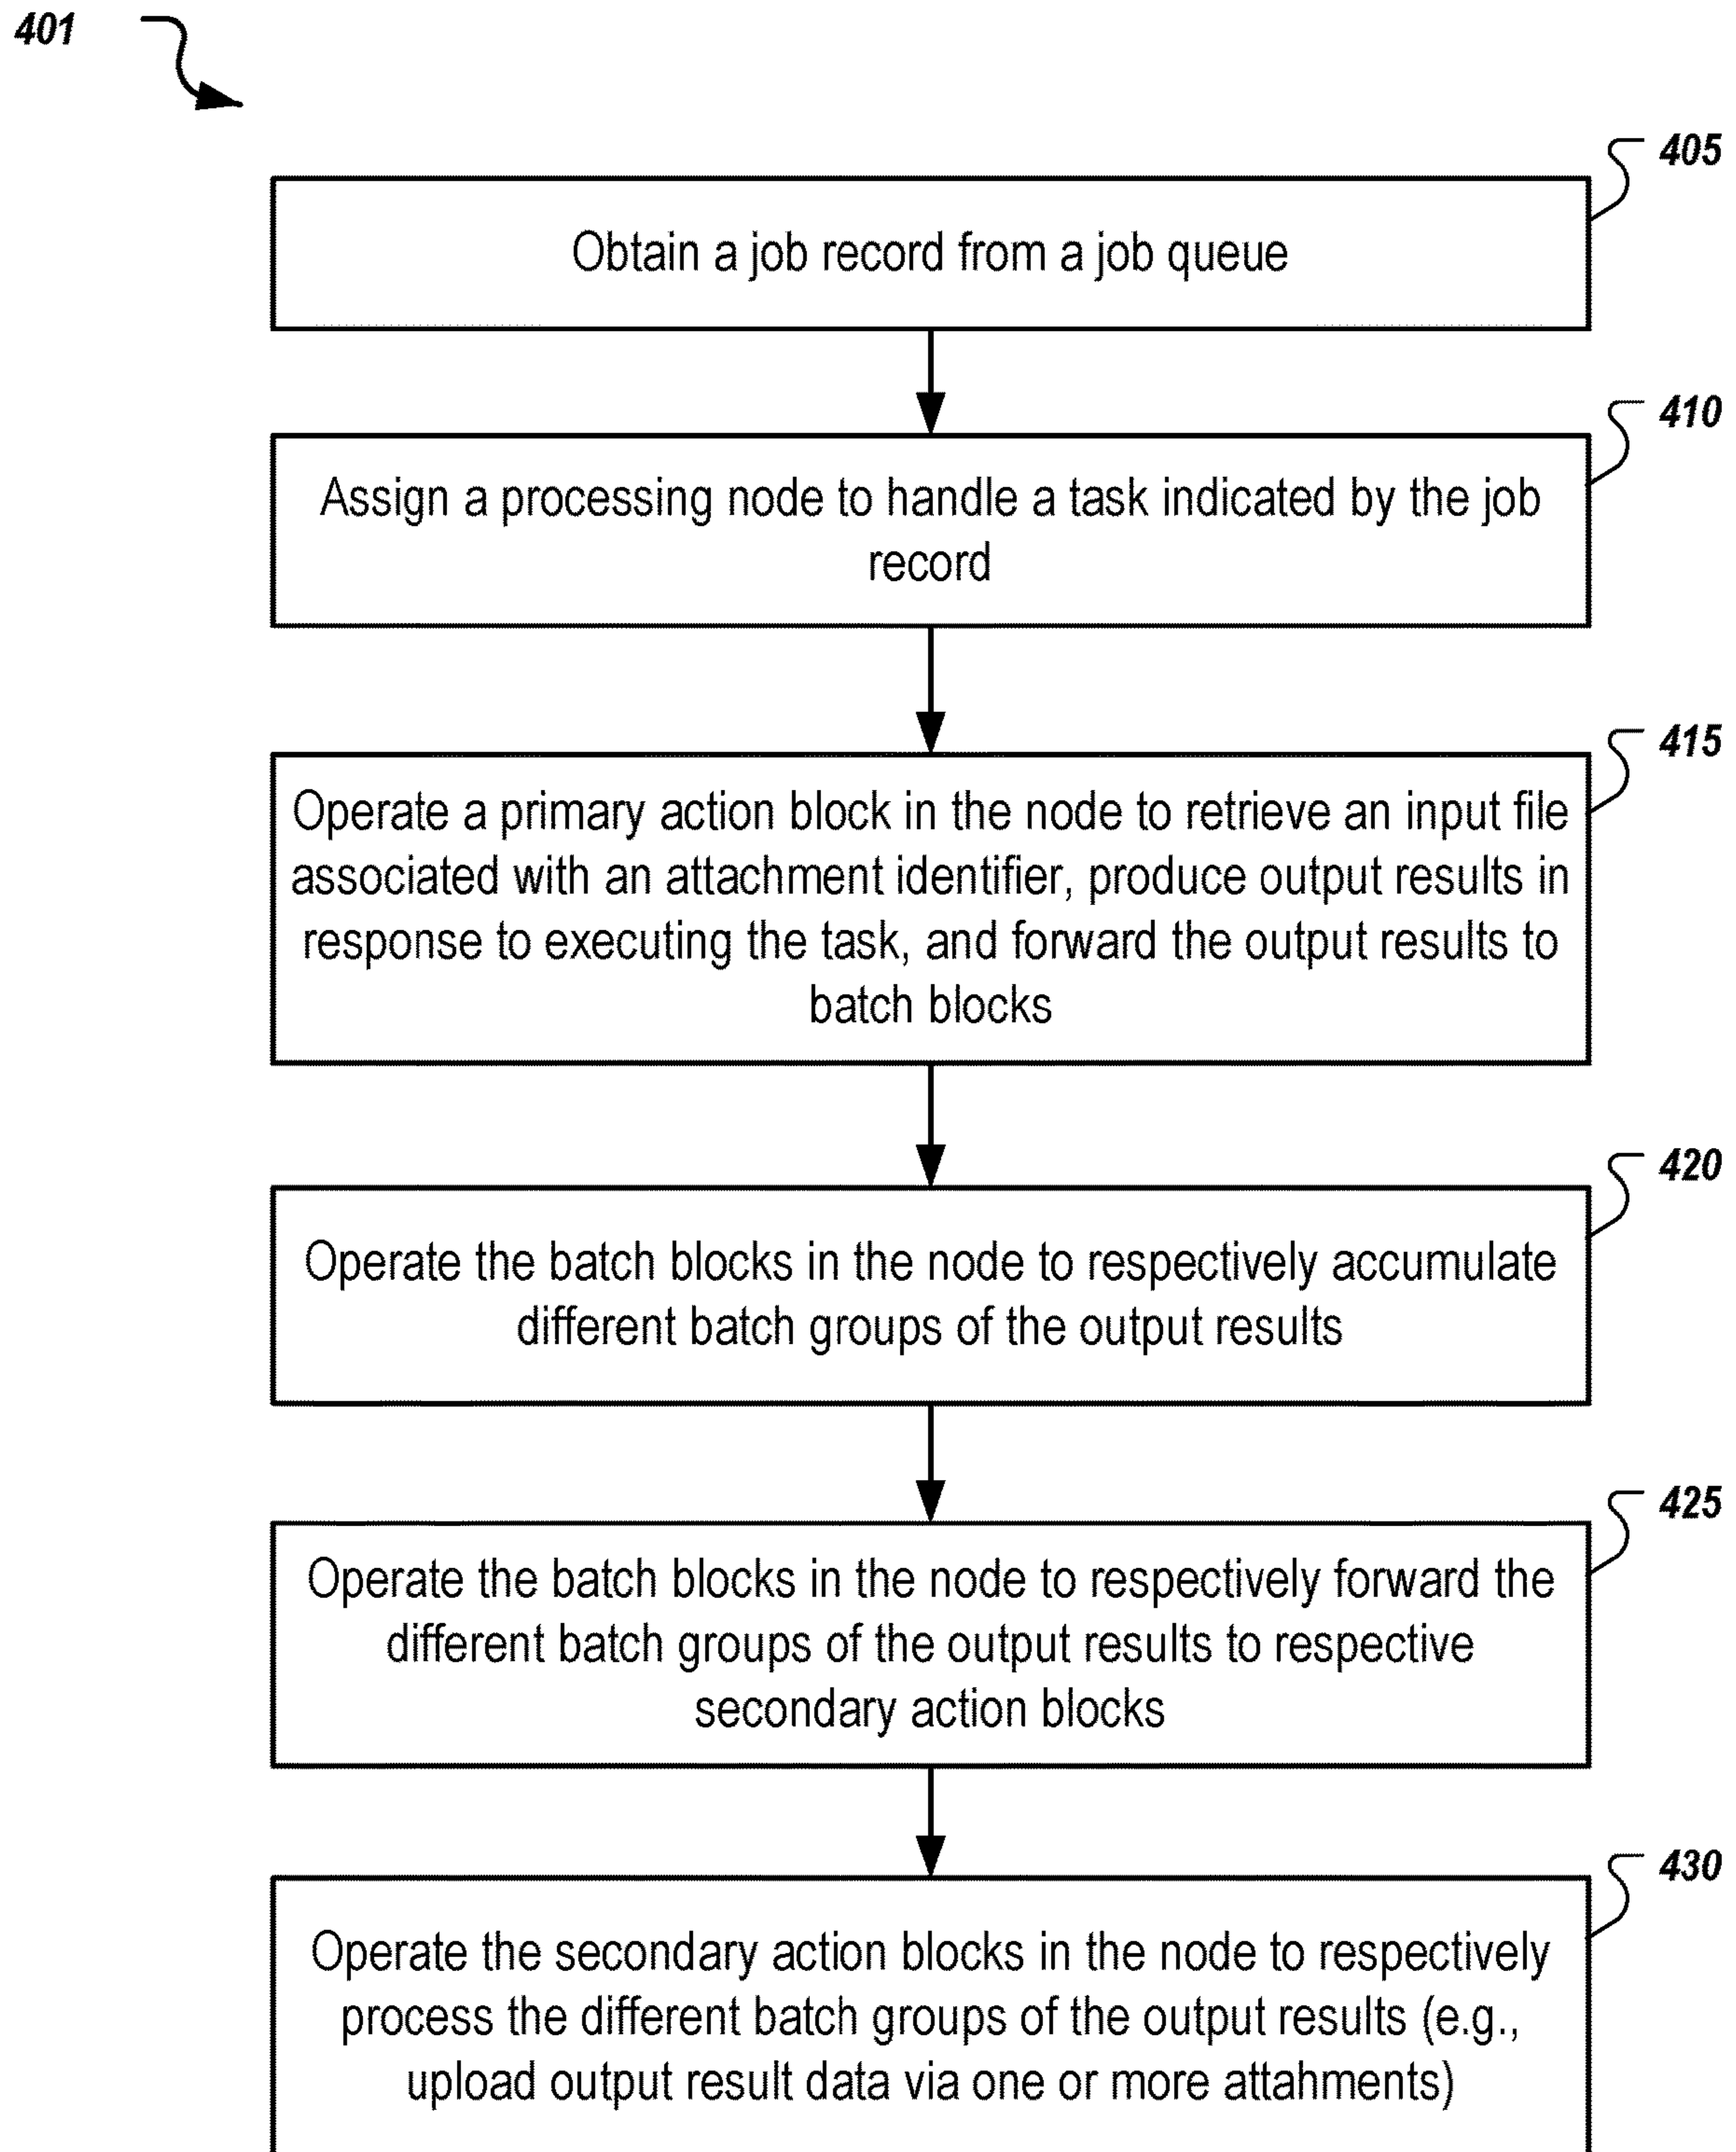 401
405
Obtain a job record from a job queue
410
Assign a processing node to handle a task indicated by the job
record
415
Operate a primary action block in the node to retrieve an input file
associated with an attachment identifier, produce output results in
response to executing the task, and forward the output results to
batch blocks
420
Operate the batch blocks in the node to respectively accumulate
different batch groups of the output results
425
Operate the batch blocks in the node to respectively forward the
different batch groups of the output results to respective
secondary action blocks
430
Operate the secondary action blocks in the node to respectively
process the different batch groups of the output results (e.g.,
upload output result data via one or more attahments)